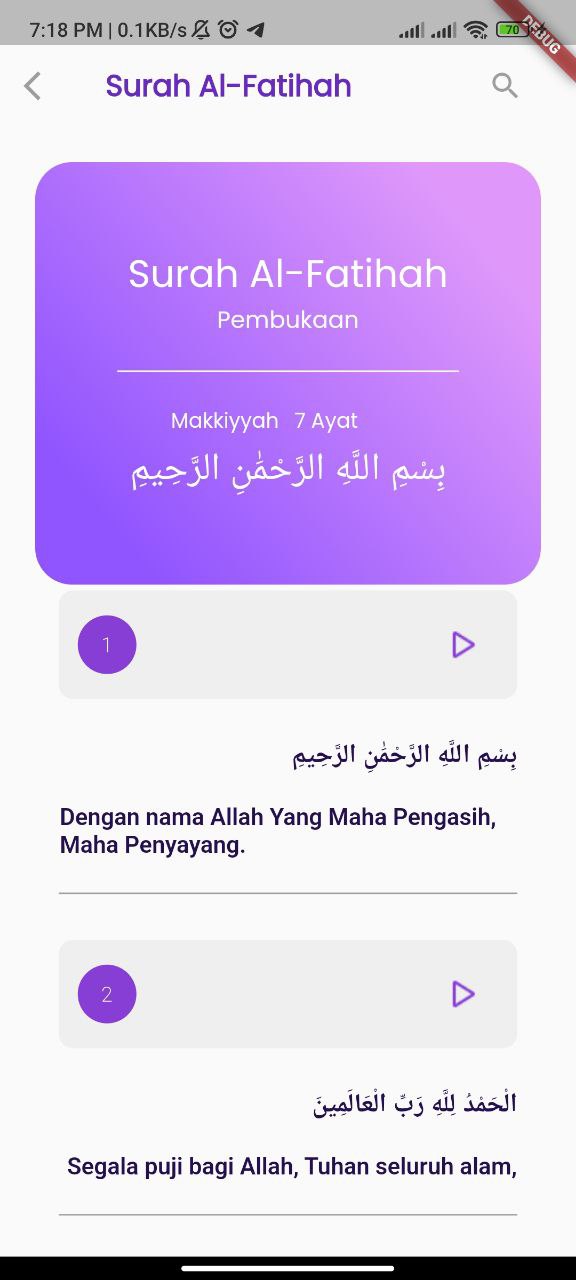 7:18 PM | 0.1KB/s
70
DEBUG
Surah Al-Fatihah
Surah Al-Fatihah
Pembukaan
Makkiyyah 7 Ayat
بِسْمِ اللَّهِ الرَّحْمَٰنِ الرَّحِيمِ
1
بِسْمِ اللَّهِ الرَّحْمَٰنِ الرَّحِيمِ
Dengan nama Allah Yang Maha Pengasih,
Maha Penyayang.
2
الْحَمْدُ لِلَّهِ رَبِّ الْعَالَمِينَ
Segala puji bagi Allah, Tuhan seluruh alam,